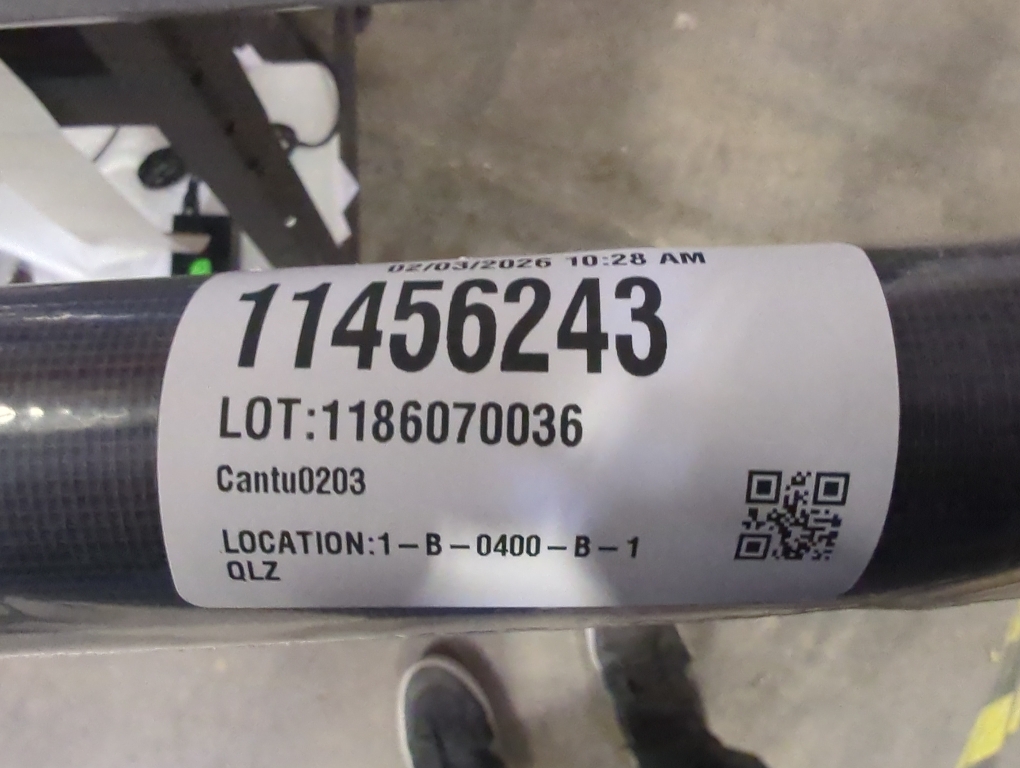 02/03/2026 10:28 AM
11456243
LOT:1186070036
Cantu0203
LOCATION:1-B-0400-B-1
QLZ